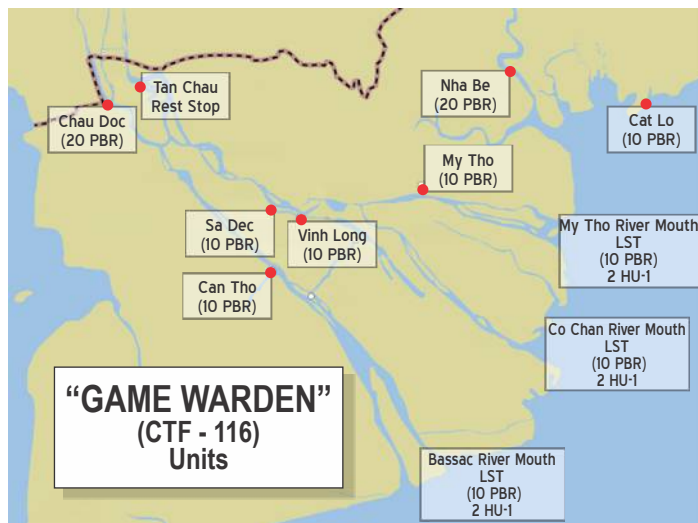 Tan Chau
Rest Stop
Nha Be
(20 PBR)
Chau Doc
(20 PBR)
Cat Lo
(10 PBR)
My Tho
(10 PBR)
Sa Dec
(10 PBR)
Vinh Long
(10 PBR)
My Tho River Mouth
LST
(10 PBR)
2 HU-1
Can Tho
(10 PBR)
Co Chan River Mouth
LST
(10 PBR)
2 HU-1
“GAME WARDEN”
(CTF - 116)
Units
Bassac River Mouth
LST
(10 PBR)
2 HU-1